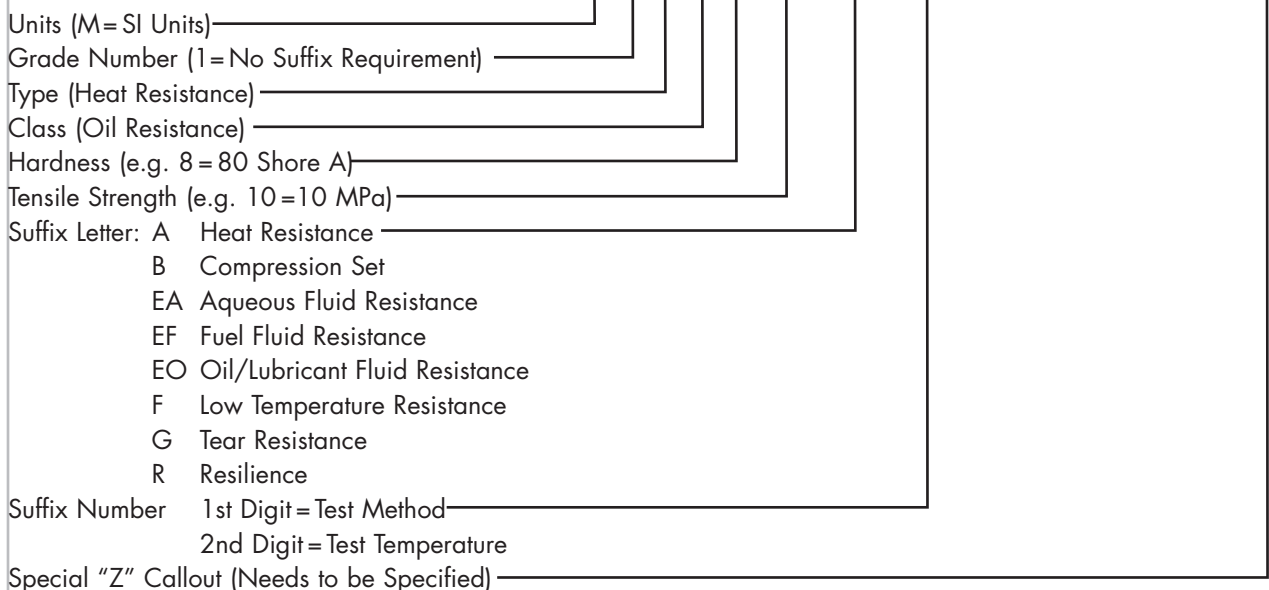 Units (M = SI Units)
Grade Number (1 = No Suffix Requirement)
Type (Heat Resistance)
Class (Oil Resistance)
Hardness (e.g. 8 = 80 Shore A)
Tensile Strength (e.g. 10 = 10 MPa)
Suffix Letter: A Heat Resistance
B Compression Set
EA Aqueous Fluid Resistance
EF Fuel Fluid Resistance
EO Oil/Lubricant Fluid Resistance
F Low Temperature Resistance
G Tear Resistance
R Resilience
Suffix Number 1st Digit = Test Method
2nd Digit = Test Temperature
Special “Z” Callout (Needs to be Specified)